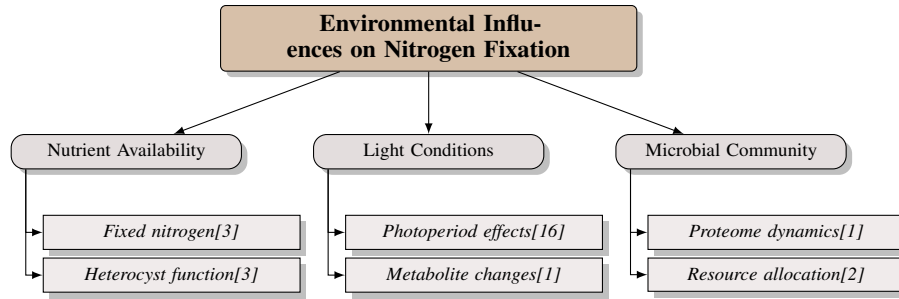 Environmental Influ-
ences on Nitrogen Fixation
Nutrient Availability
Light Conditions
Microbial Community
Fixed nitrogen[3]
Photoperiod effects[16]
Proteome dynamics[1]
Heterocyst function[3]
Metabolite changes[1]
Resource allocation[2]